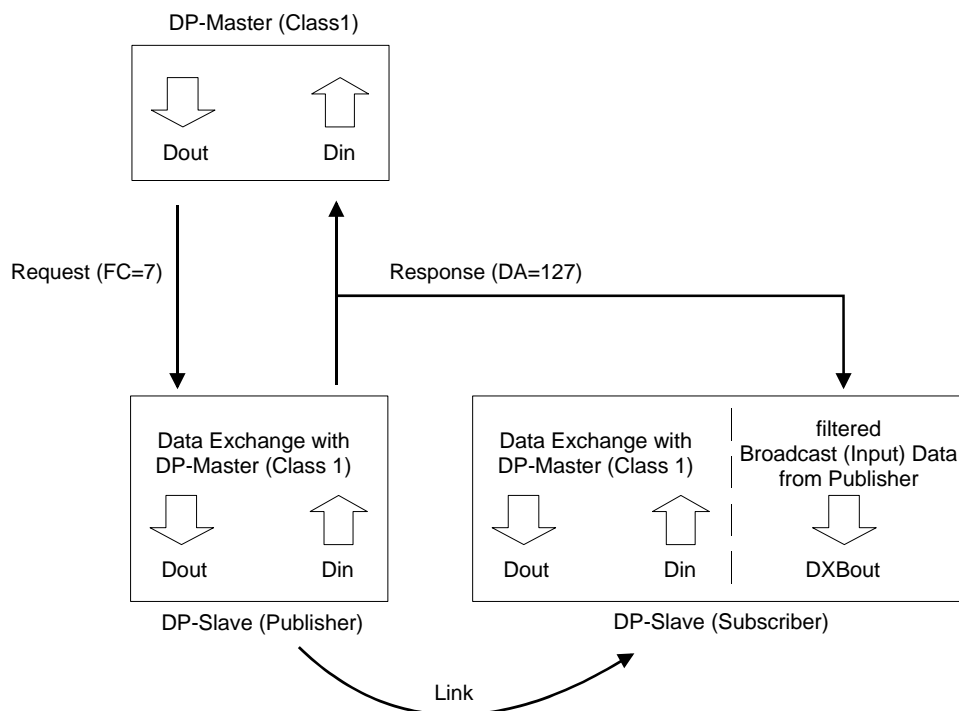 DP-Master (Class1)
Dout
Din
Request (FC=7)
Response (DA=127)
Data Exchange with
DP-Master (Class 1)
Dout
Din
DP-Slave (Publisher)
Data Exchange with
DP-Master (Class 1)
Dout
Din
filtered
Broadcast (Input) Data
from Publisher
DXBout
DP-Slave (Subscriber)
Link